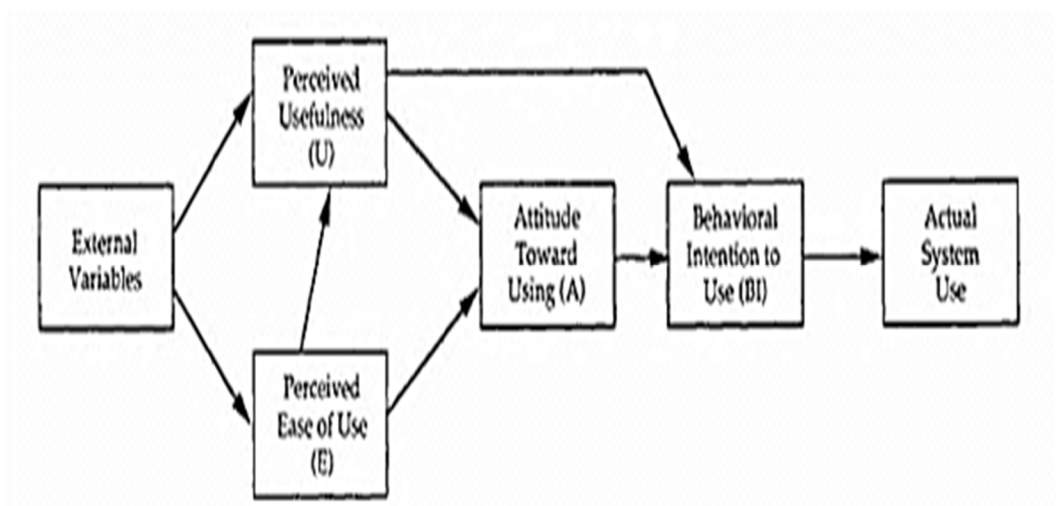 External
Variables
Perceived
Usefulness
(U)
Perceived
Ease of Use
(E)
Attitude
Toward
Using (A)
Behavioral
Intention to
Use (BI)
Actual
System
Use